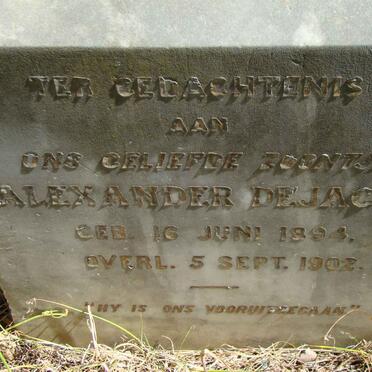 TER GEDACHTENIS
AAN
ONS GELIEFDE ZOONTJ
ALEXANDER DEJAG
GEB. 16 JUNI 1894.
OVERL. 5 SEPT. 1902.
"HY IS ONS VOORUITGEGAAN."